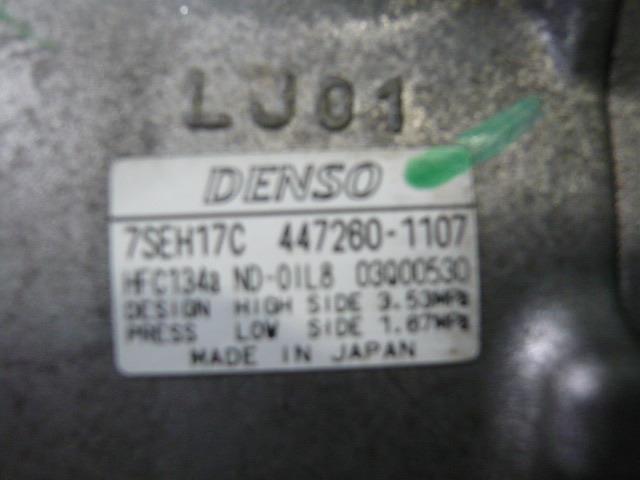 LJ01
DENSO
7SEH17C 447260-1107
HFC134a ND-OIL8 03Q00530
DESIGN HIGH SIDE 3.53MPa
PRESS LOW SIDE 1.67MPa
MADE IN JAPAN